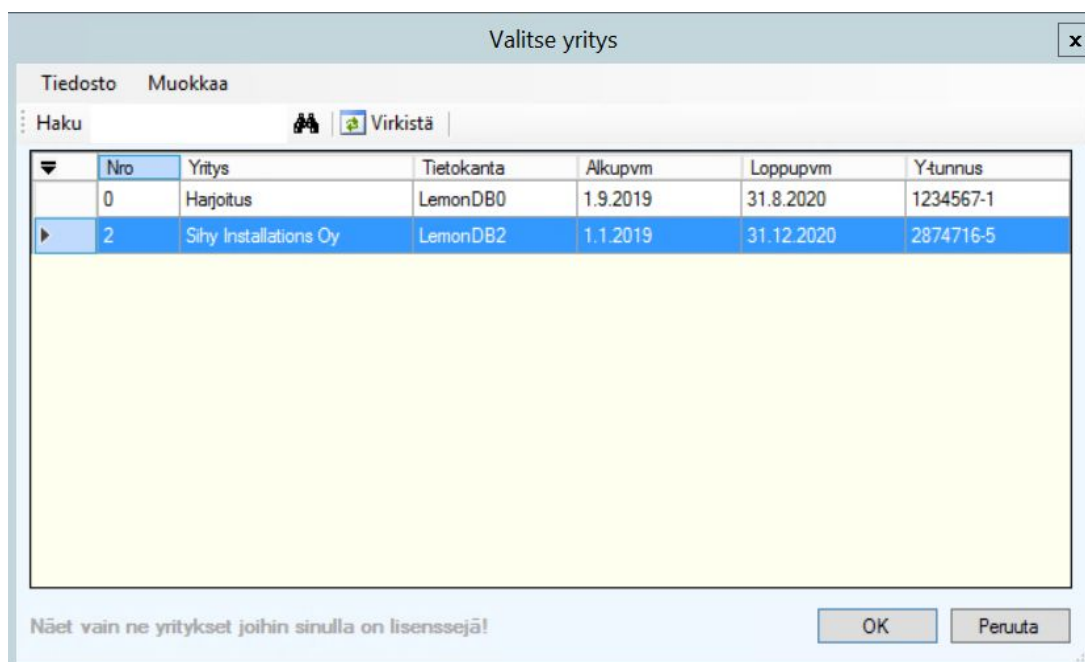 Valitse yritys x
Tiedosto Muokkaa
Haku Virkistä
Nro Yritys Tietokanta Alkupvm Loppupvm Y-tunnus
0 Harjoitus LemonDB0 1.9.2019 31.8.2020 1234567-1
2 Sihy Installations Oy LemonDB2 1.1.2019 31.12.2020 2874716-5
Näet vain ne yritykset joihin sinulla on lisenssejä! OK Peruuta